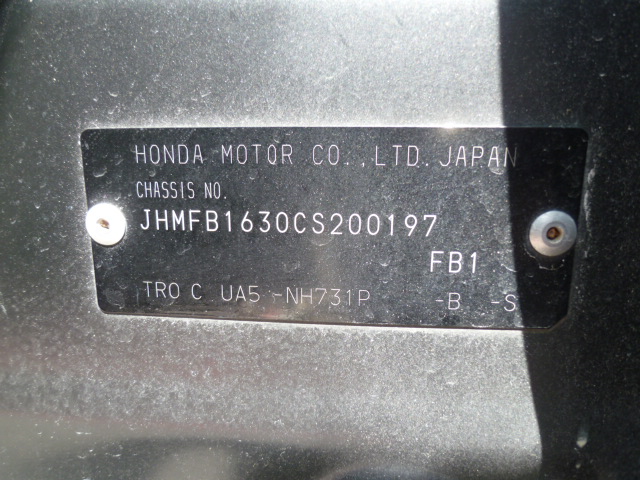 HONDA MOTOR CO.,LTD.JAPAN
CHASSIS NO.
JHMFB1630CS200197
FB1
TRO C UA5 -NH731P -B -S